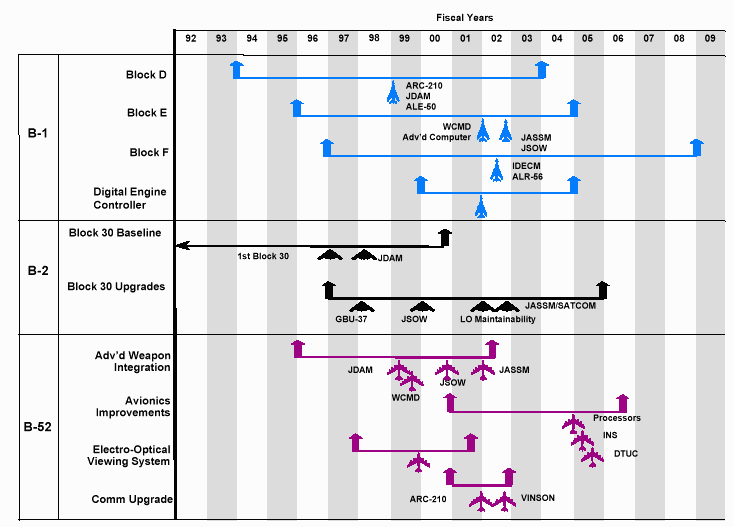 Fiscal Years
92 93 94 95 96 97 98 99 00 01 02 03 04 05 06 07 08 09
B-1
Block D
ARC-210
JDAM
ALE-50
Block E
WCMD
Adv'd Computer
JASSM
JSOW
Block F
IDECM
ALR-56
Digital Engine
Controller
B-2
Block 30 Baseline
1st Block 30
JDAM
Block 30 Upgrades
JASSM/SATCOM
GBU-37
JSOW
LO Maintainability
B-52
Adv'd Weapon
Integration
JDAM
WCMD
JSOW
JASSM
Avionics
Improvements
Processors
INS
DTUC
Electro-Optical
Viewing System
Comm Upgrade
ARC-210
VINSON